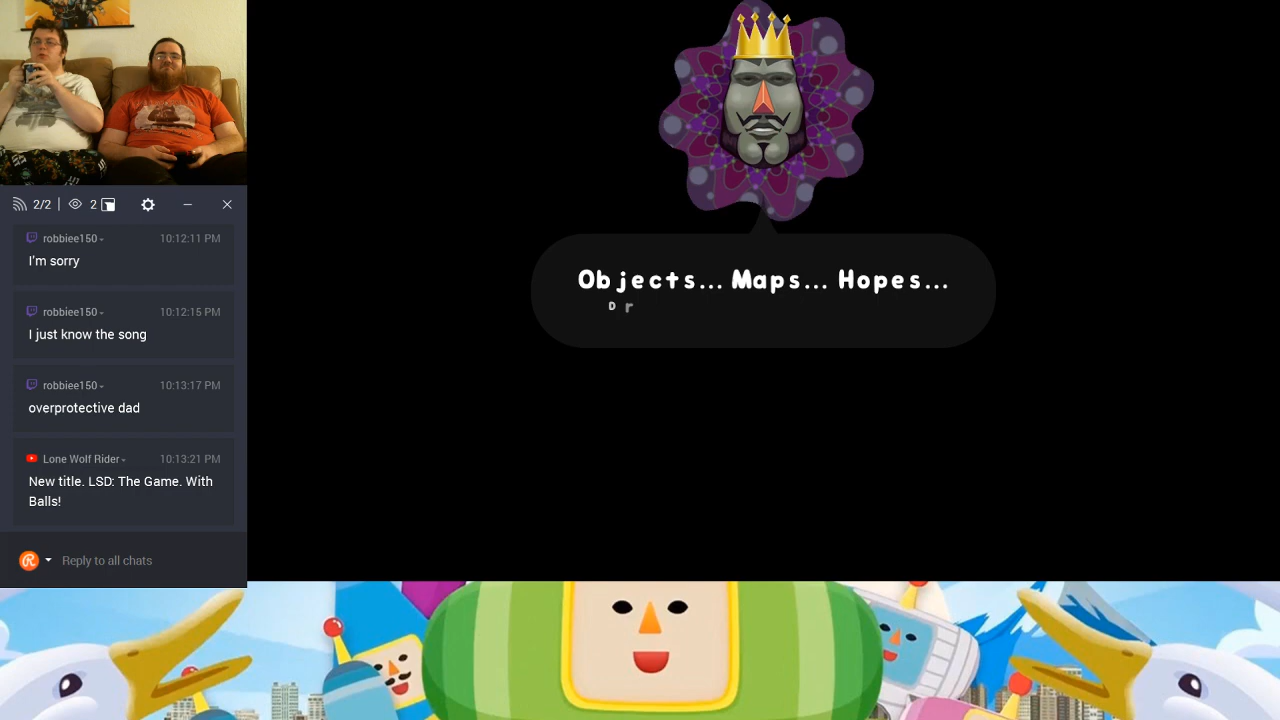 2/2 | 2
robbiee150 10:12:11 PM
I'm sorry
robbiee150 10:12:15 PM
I just know the song
robbiee150 10:13:17 PM
overprotective dad
Lone Wolf Rider 10:13:21 PM
New title. LSD: The Game. With
Balls!
Reply to all chats
Objects... Maps... Hopes...
Dr